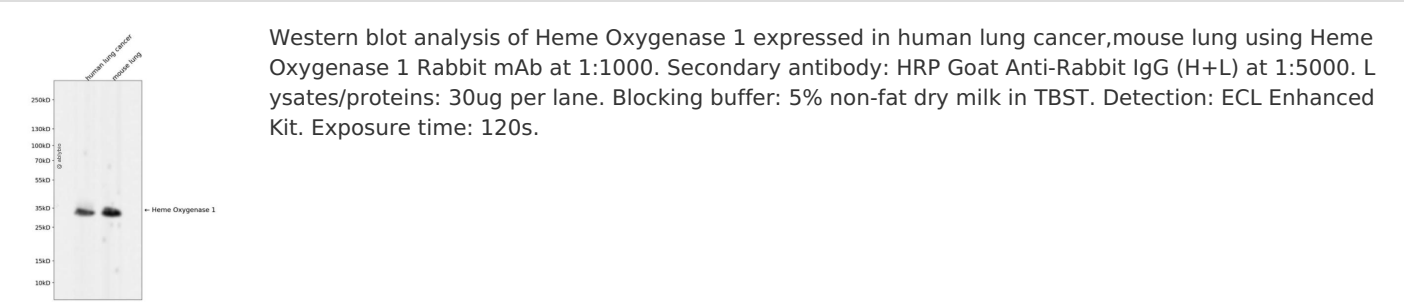 human lung cancer
mouse lung
250kD
130kD
100kD
70kD
55kD
35kD
25kD
15kD
10kD
© abbybio
← Heme Oxygenase 1
Western blot analysis of Heme Oxygenase 1 expressed in human lung cancer,mouse lung using Heme
Oxygenase 1 Rabbit mAb at 1:1000. Secondary antibody: HRP Goat Anti-Rabbit IgG (H+L) at 1:5000. L
ysates/proteins: 30ug per lane. Blocking buffer: 5% non-fat dry milk in TBST. Detection: ECL Enhanced
Kit. Exposure time: 120s.